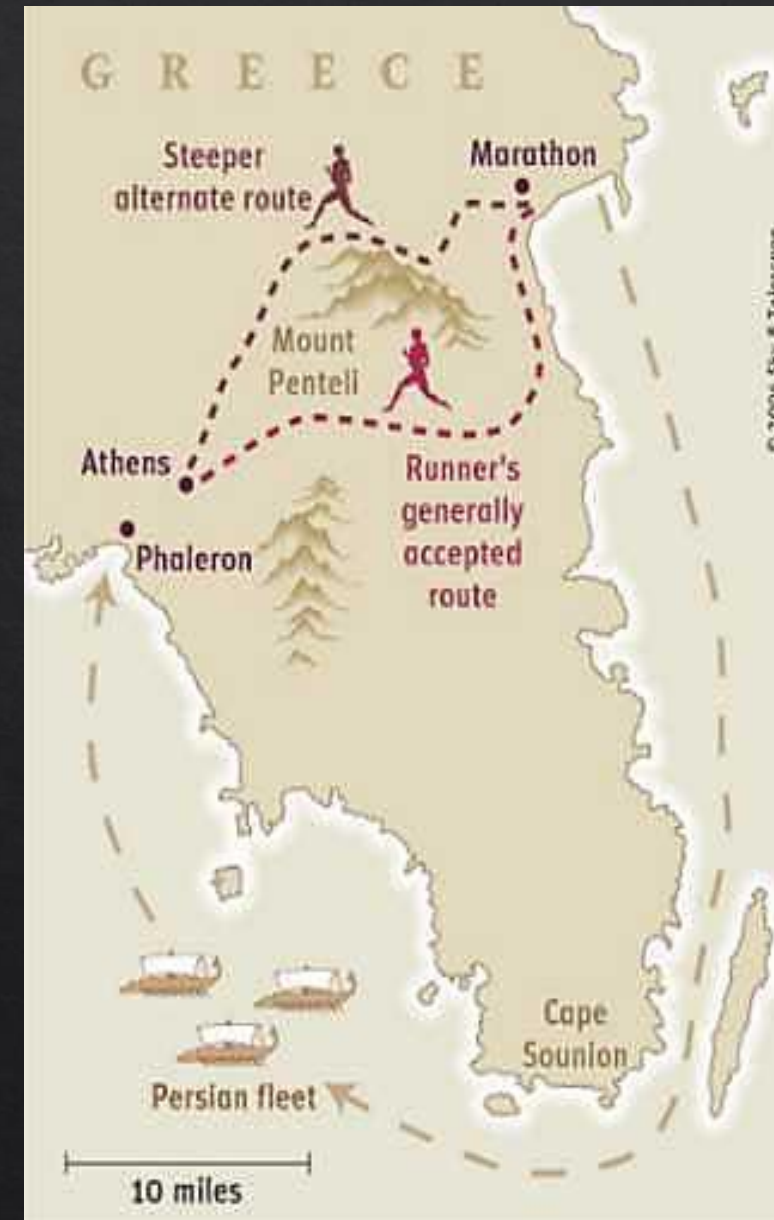 GREECE
Steeper
alternate route
Marathon
Mount
Penteli
Athens
Runner's
generally
accepted
route
Phaleron
Cape
Sounion
Persian fleet
10 miles